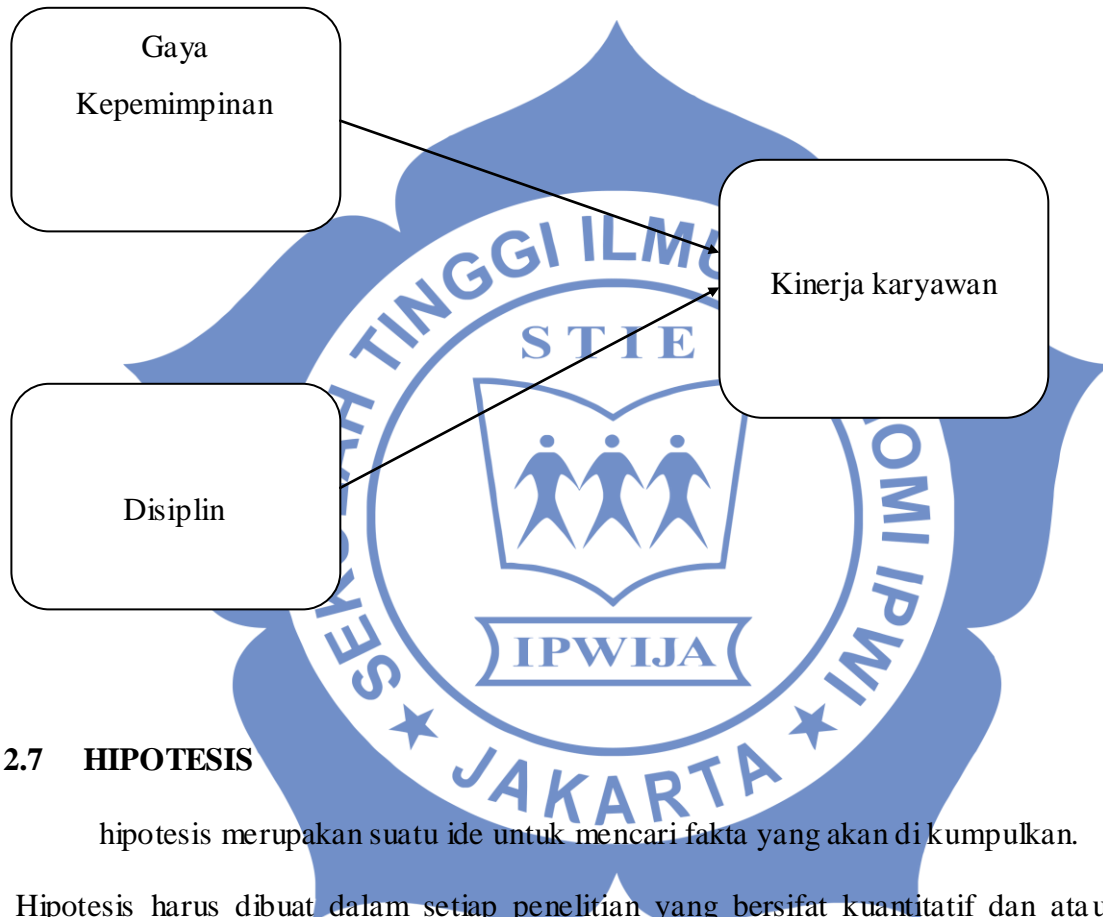 Gaya
Kepemimpinan
Kinerja karyawan
Disiplin
TINGGI ILMU
STIE
OMI IPWI
IPWIJA
JAKARTA
2.7 HIPOTESIS
hipotesis merupakan suatu ide untuk mencari fakta yang akan di kumpulkan.
Hipotesis harus dibuat dalam setiap penelitian yang bersifat kuantitatif dan atau